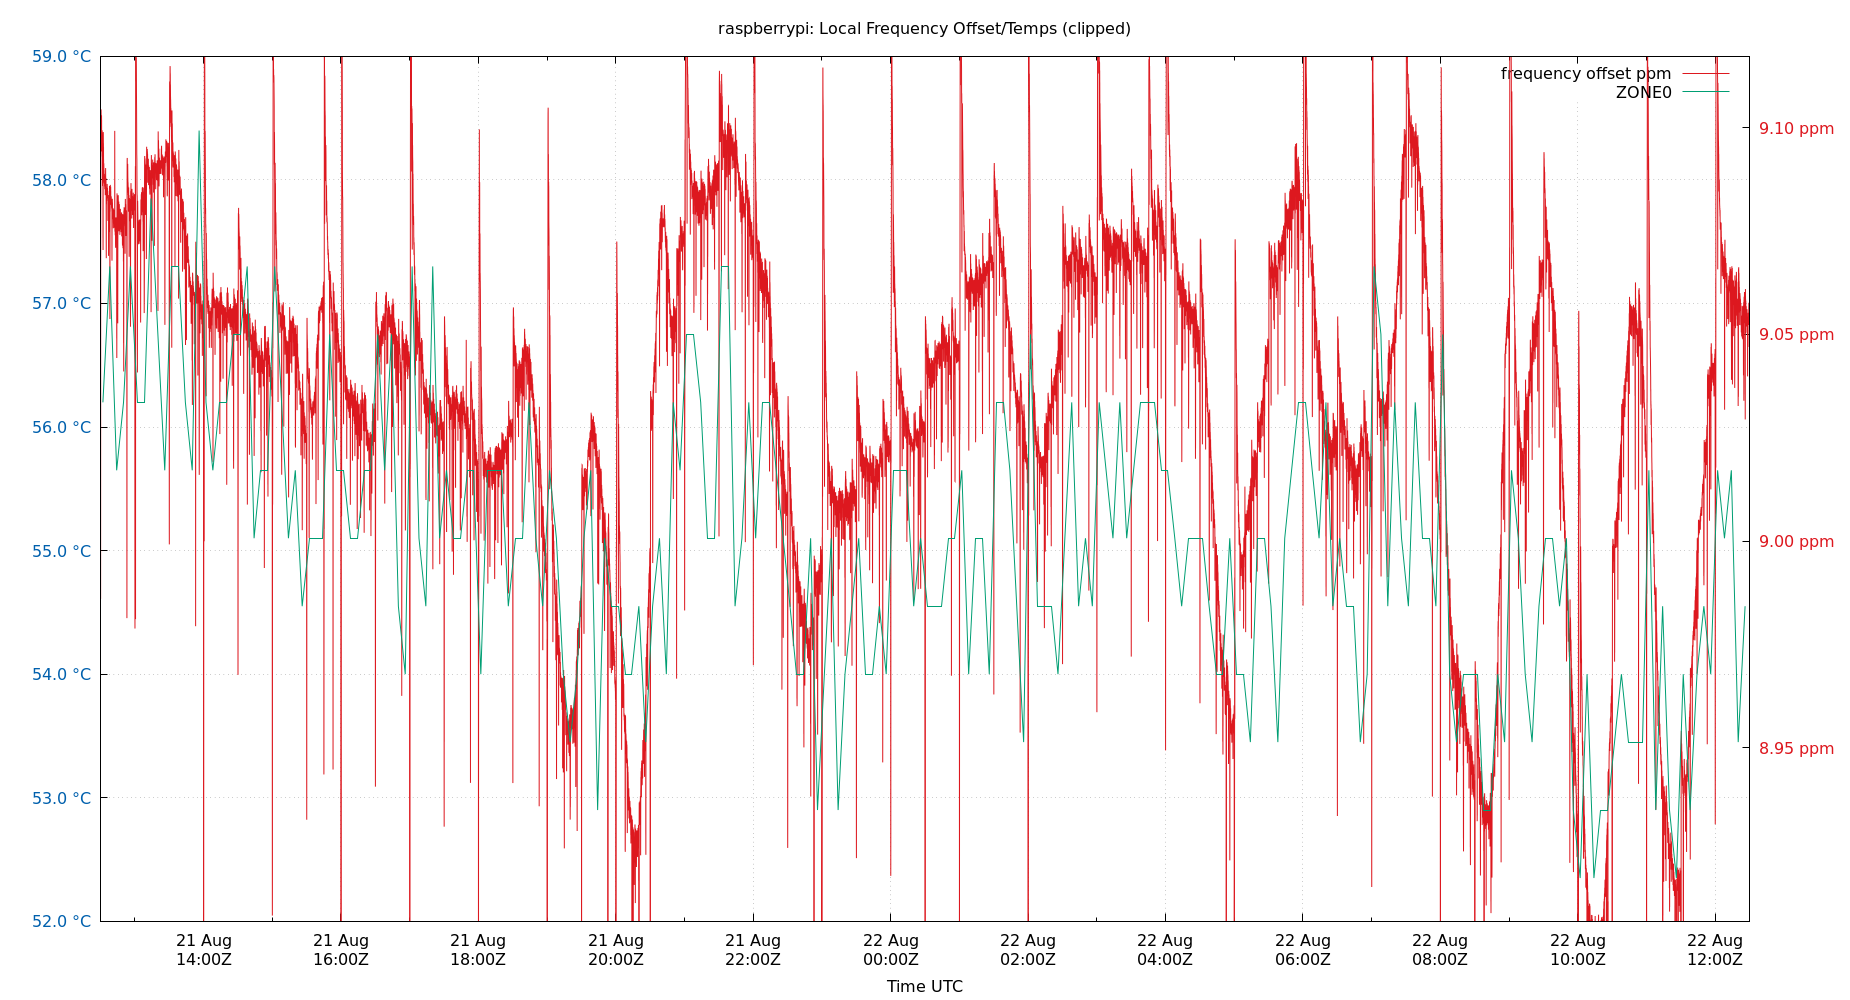 raspberrypi: Local Frequency Offset/Temps (clipped)
59.0 °C
58.0 °C
57.0 °C
56.0 °C
55.0 °C
54.0 °C
53.0 °C
52.0 °C
frequency offset ppm
ZONE0
9.10 ppm
9.05 ppm
9.00 ppm
8.95 ppm
21 Aug 21 Aug 21 Aug 21 Aug 21 Aug 22 Aug 22 Aug 22 Aug 22 Aug 22 Aug 22 Aug 22 Aug
14:00Z 16:00Z 18:00Z 20:00Z 22:00Z 00:00Z 02:00Z 04:00Z 06:00Z 08:00Z 10:00Z 12:00Z
Time UTC